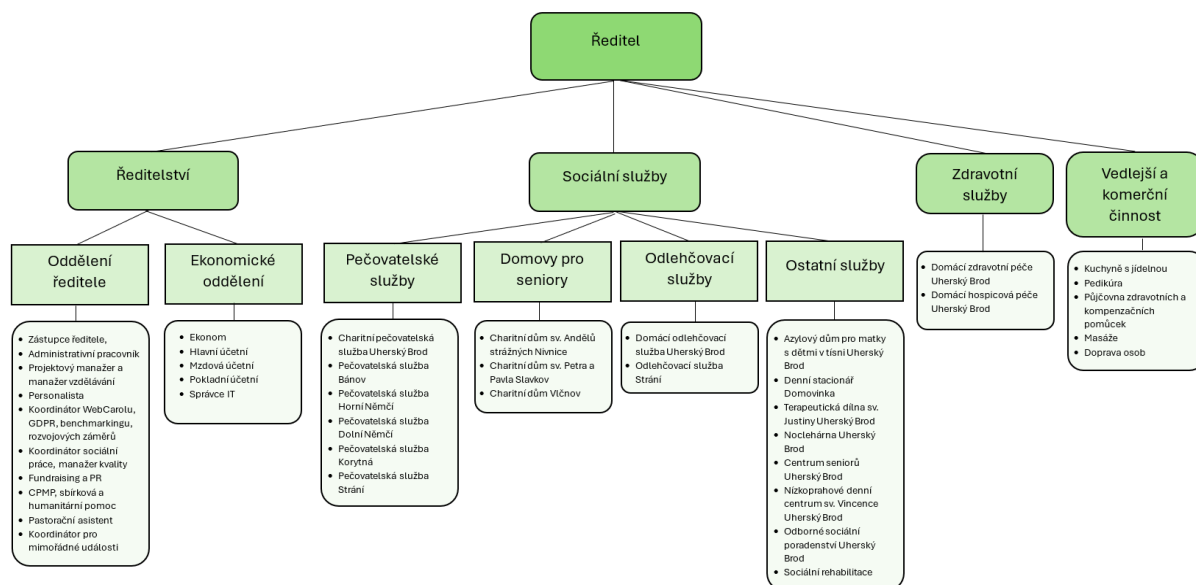 Ředitel
Ředitelství
Sociální služby
Zdravotní
služby
Vedlejší a
komerční
činnost
Oddělení
ředitele
Ekonomické
oddělení
Pečovatelské
služby
Domovy pro
seniory
Odlehčovací
služby
Ostatní služby
• Zástupce ředitele,
• Administrativní pracovník
• Projektový manažer a
manažer vzdělávání
• Personalista
• Koordinátor WebCarolu,
GDPR, benchmarkingu,
rozvojových záměrů
• Koordinátor sociální
práce, manažer kvality
• Fundraising a PR
• CPMP, sbírková a
humanitární pomoc
• Pastorační asistent
• Koordinátor pro
mimořádné události
• Ekonom
• Hlavní účetní
• Mzdová účetní
• Pokladní účetní
• Správce IT
• Charitní pečovatelská
služba Uherský Brod
• Pečovatelská služba
Bánov
• Pečovatelská služba
Horní Němčí
• Pečovatelská služba
Dolní Němčí
• Pečovatelská služba
Korytná
• Pečovatelská služba
Strání
• Charitní dům sv. Andělů
strážných Nivnice
• Charitní dům sv. Petra a
Pavla Slavkov
• Charitní dům Vlčnov
• Domácí odlehčovací
služba Uherský Brod
• Odlehčovací služba
Strání
• Azylový dům pro matky
s dětmi v tísni Uherský
Brod
• Denní stacionář
Domovinka
• Terapeutická dílna sv.
Justiny Uherský Brod
• Noclehárna Uherský
Brod
• Centrum seniorů
Uherský Brod
• Nízkoprahové denní
centrum sv. Vincence
Uherský Brod
• Odborné sociální
poradenství Uherský
Brod
• Sociální rehabilitace
• Domácí zdravotní péče
Uherský Brod
• Domácí hospicová péče
Uherský Brod
• Kuchyně s jídelnou
• Pedikúra
• Půjčovna zdravotních a
kompenzačních
pomůcek
• Masáže
• Doprava osob